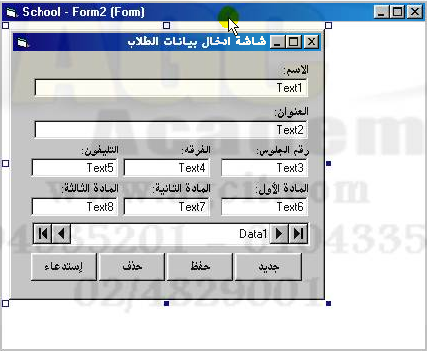 School - Form2 (Form)
شاشة ادخال بيانات الطلاب
الاسم:
Text1
العنوان:
Text2
رقم الجلوس: الفرقه: التليفون:
Text3 Text4 Text5
المادة الأول: المادة الثانية: المادة الثالثة:
Text6 Text7 Text8
Data1
جديد حفظ حذف إستدعاء